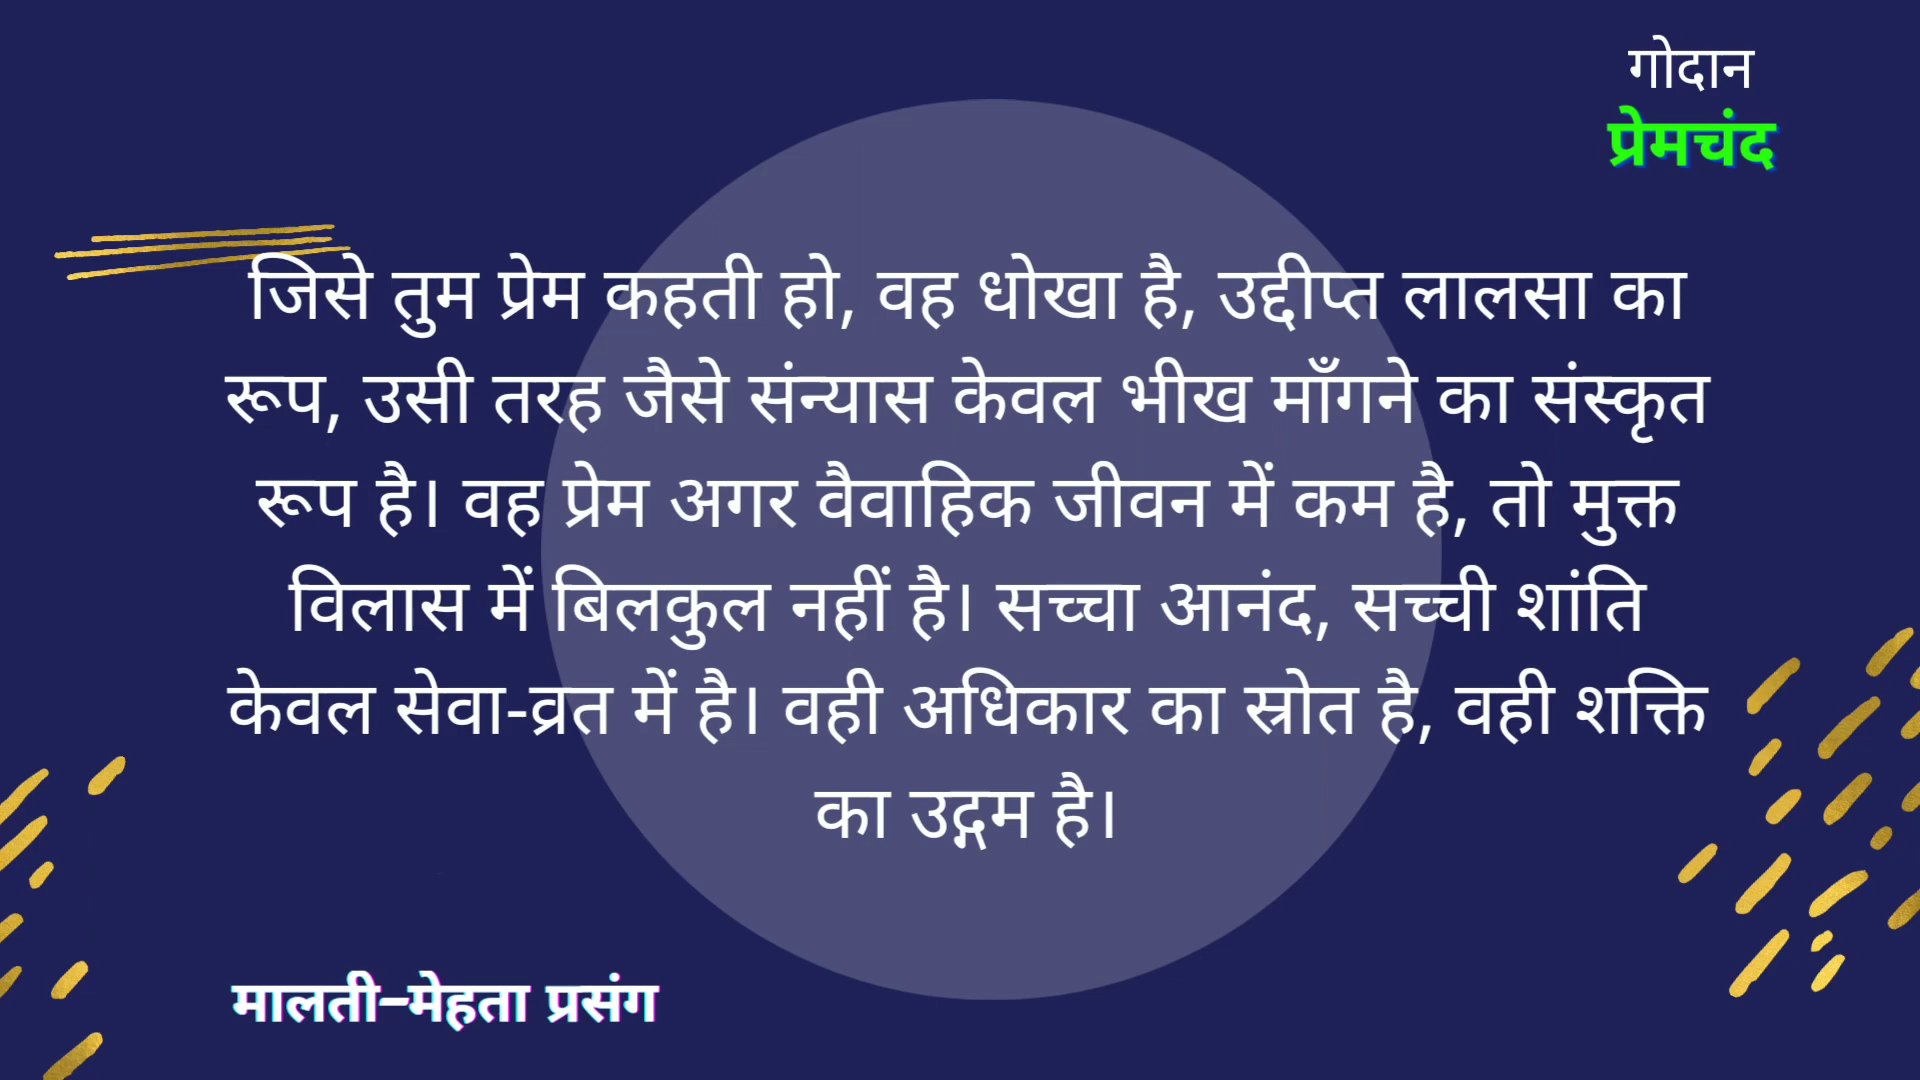 गोदान
प्रेमचंद
जिसे तुम प्रेम कहती हो, वह धोखा है, उद्दीप्त लालसा का
रूप, उसी तरह जैसे संन्यास केवल भीख माँगने का संस्कृत
रूप है। वह प्रेम अगर वैवाहिक जीवन में कम है, तो मुक्त
विलास में बिलकुल नहीं है। सच्चा आनंद, सच्ची शांति
केवल सेवा-व्रत में है। वही अधिकार का स्रोत है, वही शक्ति
का उद्गम है।
मालती–मेहता प्रसंग